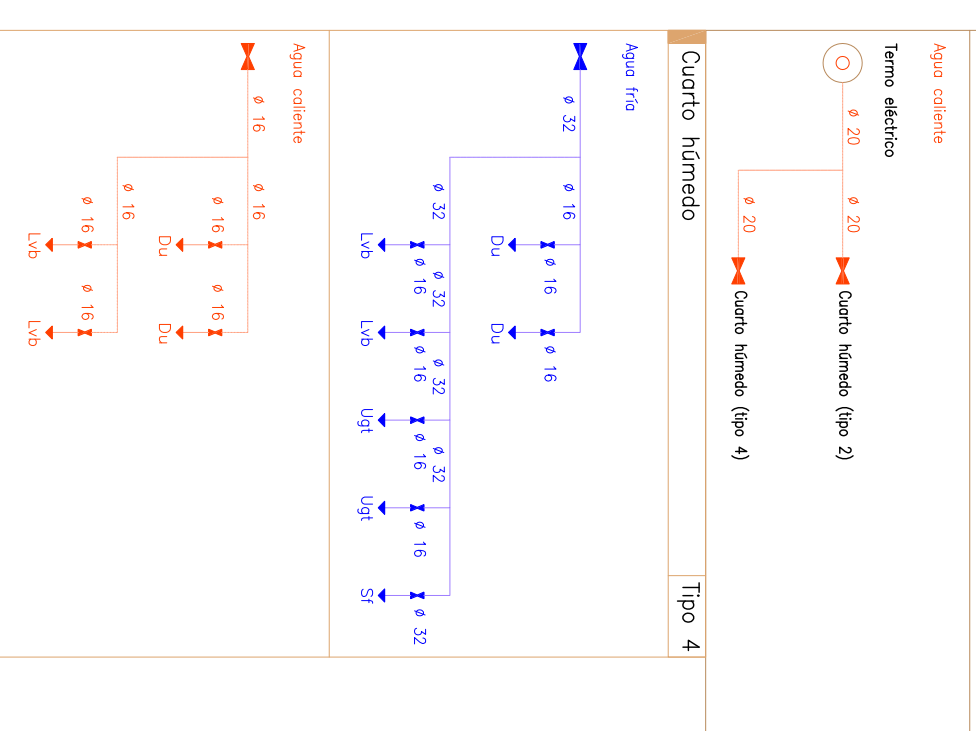 Agua caliente
Termo eléctrico
ø 20
ø 20
Cuarto húmedo (tipo 2)
ø 20
Cuarto húmedo (tipo 4)
Cuarto húmedo
Tipo 4
Agua fría
ø 32
ø 16
ø 16
ø 16
Du
Du
ø 32
ø 32
ø 32
ø 32
ø 16
ø 16
ø 16
ø 16
ø 32
Lvb
Lvb
Ugt
Ugt
Sf
Agua caliente
ø 16
ø 16
ø 16
ø 16
Du
Du
ø 16
ø 16
ø 16
Lvb
Lvb